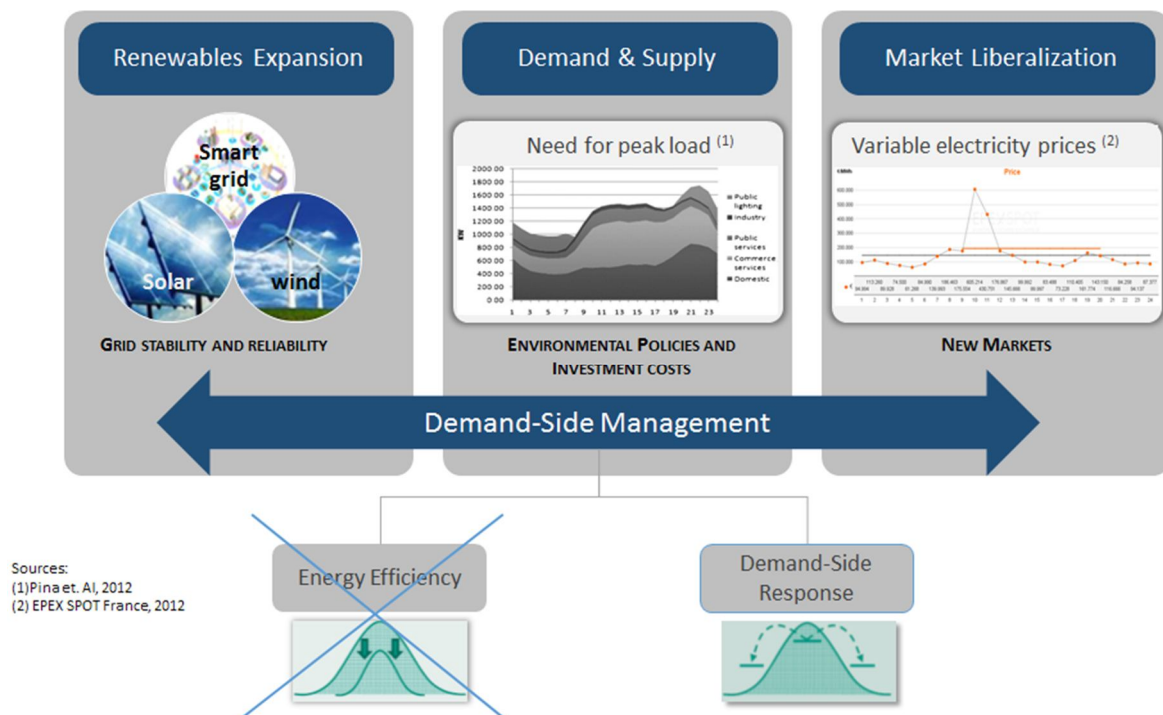 Renewables Expansion
Smart
grid
Solar
wind
GRID STABILITY AND RELIABILITY
Demand & Supply
Need for peak load (1)
2000.00
1800.00
1600.00
1400.00
1200.00
1000.00
800.00
600.00
400.00
200.00
0.00
KW
1 3 5 7 9 11 13 15 17 19 21 23
Public
lighting
Industry
Public
services
Commerce
services
Domestic
ENVIRONMENTAL POLICIES AND
INVESTMENT COSTS
Market Liberalization
Variable electricity prices (2)
Price
1 2 3 4 5 6 7 8 9 10 11 12 13 14 15 16 17 18 19 20 21 22 23 24
NEW MARKETS
Demand-Side Management
Energy Efficiency
Demand-Side
Response
Sources:
(1)Pina et. Al, 2012
(2) EPEX SPOT France, 2012